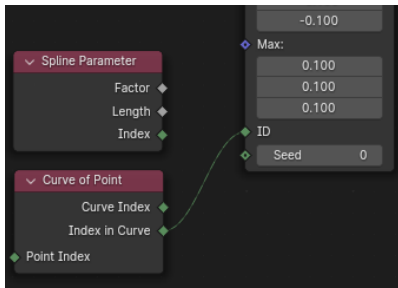 -0.100
Max:
0.100
0.100
0.100
ID
Seed 0
Spline Parameter
Factor
Length
Index
Curve of Point
Curve Index
Index in Curve
Point Index